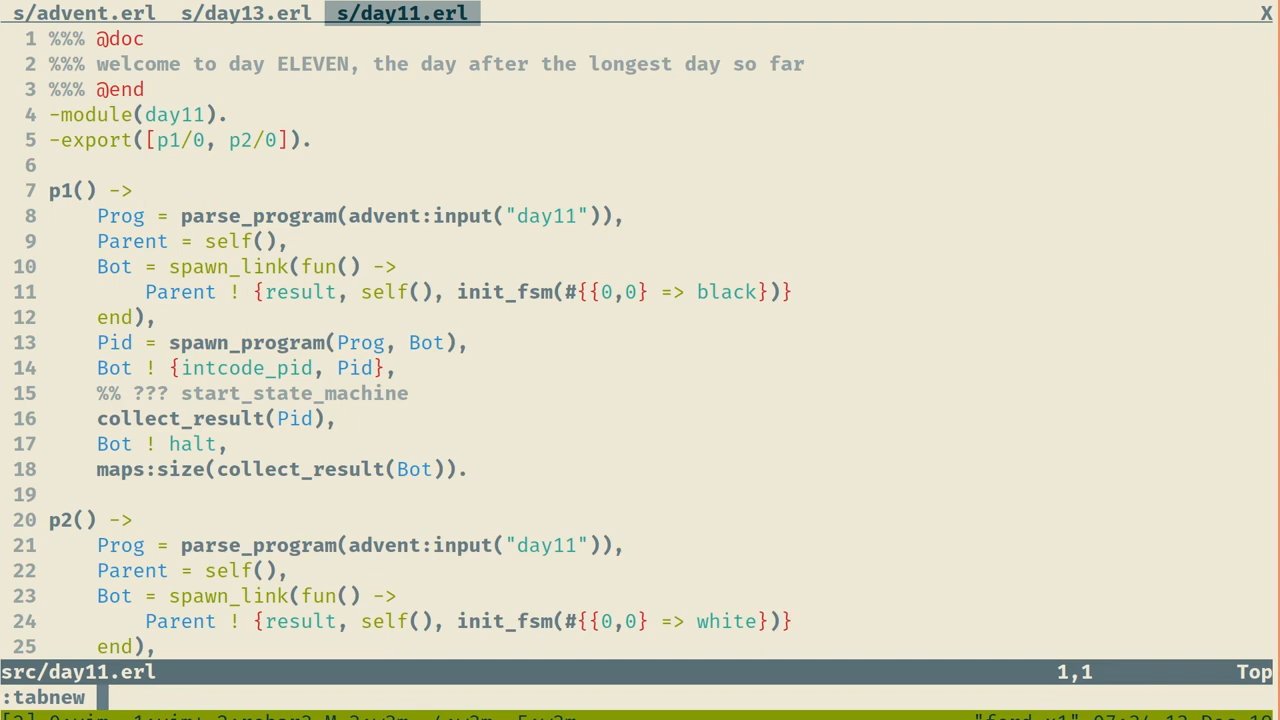 s/advent.erl s/day13.erl s/day11.erl X
1 %%% @doc
2 %%% welcome to day ELEVEN, the day after the longest day so far
3 %%% @end
4 -module(day11).
5 -export([p1/0, p2/0]).
6
7 p1() ->
8     Prog = parse_program(advent:input("day11")),
9     Parent = self(),
10     Bot = spawn_link(fun() ->
11         Parent ! {result, self(), init_fsm(#{{0,0} => black})}
12     end),
13     Pid = spawn_program(Prog, Bot),
14     Bot ! {intcode_pid, Pid},
15     %% ??? start_state_machine
16     collect_result(Pid),
17     Bot ! halt,
18     maps:size(collect_result(Bot)).
19
20 p2() ->
21     Prog = parse_program(advent:input("day11")),
22     Parent = self(),
23     Bot = spawn_link(fun() ->
24         Parent ! {result, self(), init_fsm(#{{0,0} => white})}
25     end),
src/day11.erl 1,1 Top
:tabnew